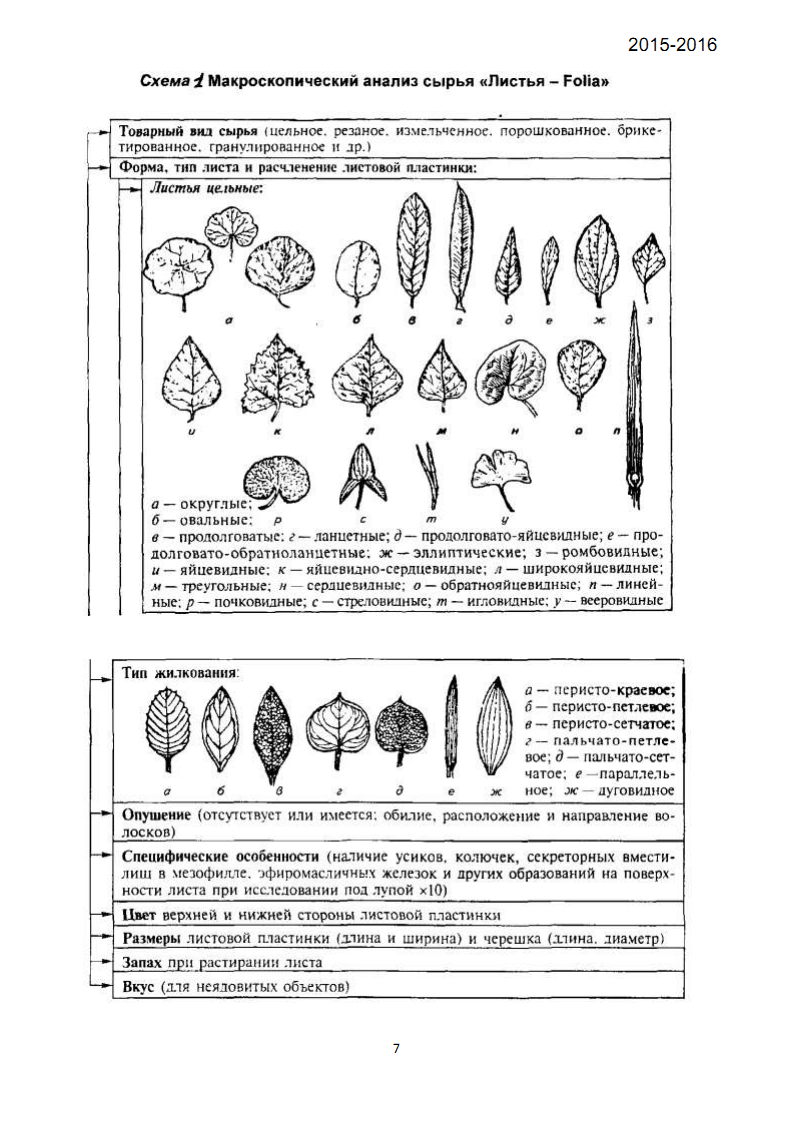 2015-2016
Схема 1 Макроскопический анализ сырья «Листья – Folia»
Товарный вид сырья (цельное, резаное, измельченное, порошкованное, брике-
тированное, гранулированное и др.)
Форма, тип листа и расчленение листовой пластинки:
Листья цельные:
а б в г д е ж з
и к л м н о п
а — округлые;
б — овальные; р с т у
в — продолговатые; г — ланцетные; д — продолговато-яйцевидные; е — про-
долговато-обратноланцетные; ж — эллиптические; з — ромбовидные;
и — яйцевидные; к — яйцевидно-сердцевидные; л — широкояйцевидные;
м — треугольные; н — сердцевидные; о — обратнояйцевидные; п — линей-
ные; р — почковидные; с — стреловидные; т — игловидные; у — вееровидные
Тип жилкования:
а — перисто-краевое;
б — перисто-петлевое;
в — перисто-сетчатое;
г — пальчато-петле-
вое; д — пальчато-сет-
чатое; е —параллель-
ное; ж — дуговидное
а б в г д е ж
Опушение (отсутствует или имеется; обилие, расположение и направление во-
лосков)
Специфические особенности (наличие усиков, колючек, секреторных вмести-
лищ в мезофилле, эфиромасличных железок и других образований на поверх-
ности листа при исследовании под лупой х10)
Цвет верхней и нижней стороны листовой пластинки
Размеры листовой пластинки (длина и ширина) и черешка (длина, диаметр)
Запах при растирании листа
Вкус (для неядовитых объектов)
7